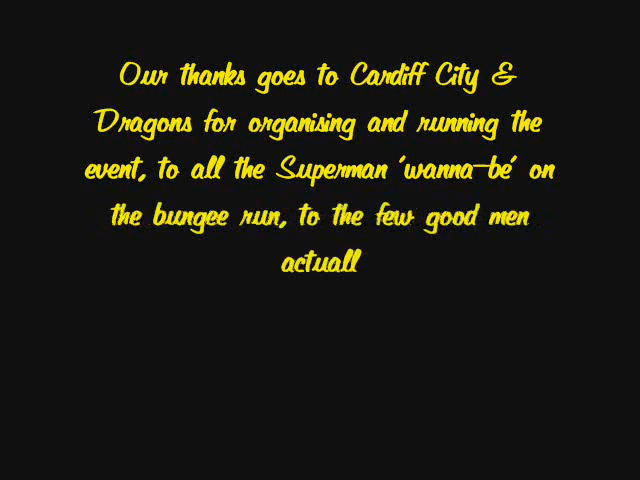 Our thanks goes to Cardiff City &
Dragons for organising and running the
event, to all the Superman 'wanna-be' on
the bungee run, to the few good men
actuall